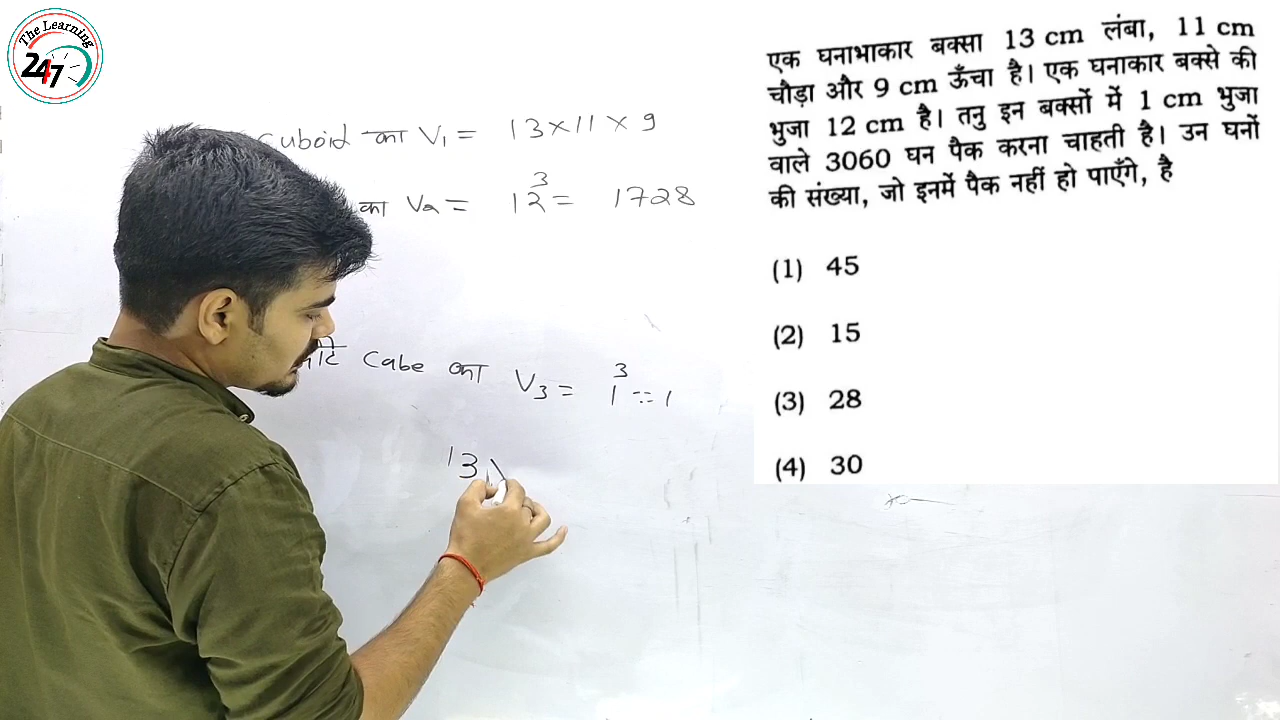 The Learning
247
cuboid का V₁ = 13×11×9
का V₂ = 12³ = 1728
Cube का V₃ = 1³ = 1
13
एक घनाभाकार बक्सा 13 cm लंबा, 11 cm
चौड़ा और 9 cm ऊँचा है। एक घनाकार बक्से की
भुजा 12 cm है। तनु इन बक्सों में 1 cm भुजा
वाले 3060 घन पैक करना चाहती है। उन घनों
की संख्या, जो इनमें पैक नहीं हो पाएँगे, है
(1) 45
(2) 15
(3) 28
(4) 30